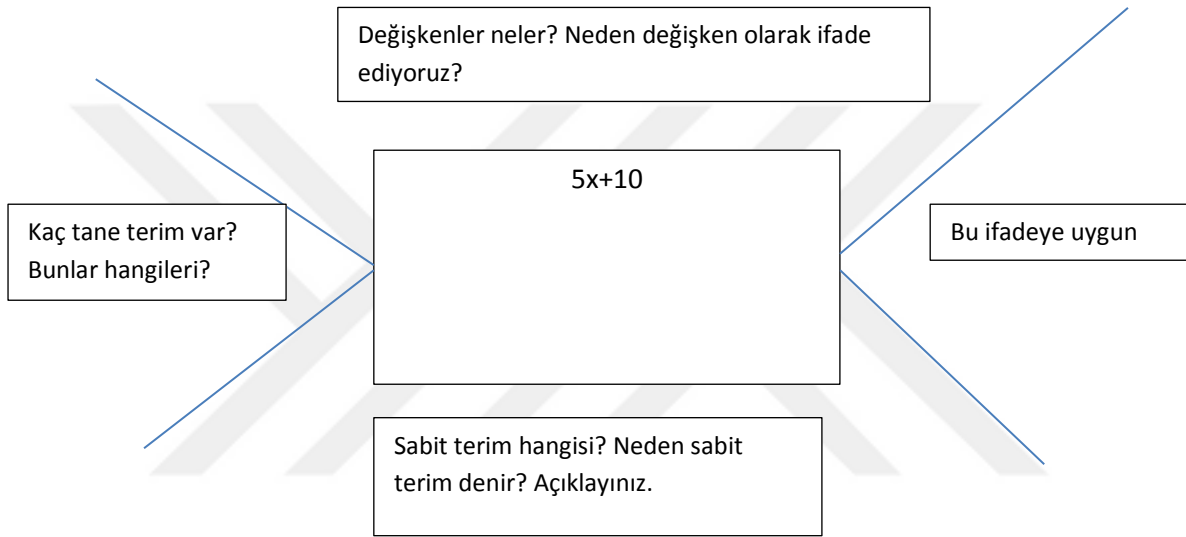 Değişkenler neler? Neden değişken olarak ifade
ediyoruz?
5x+10
Kaç tane terim var?
Bunlar hangileri?
Bu ifadeye uygun
Sabit terim hangisi? Neden sabit
terim denir? Açıklayınız.